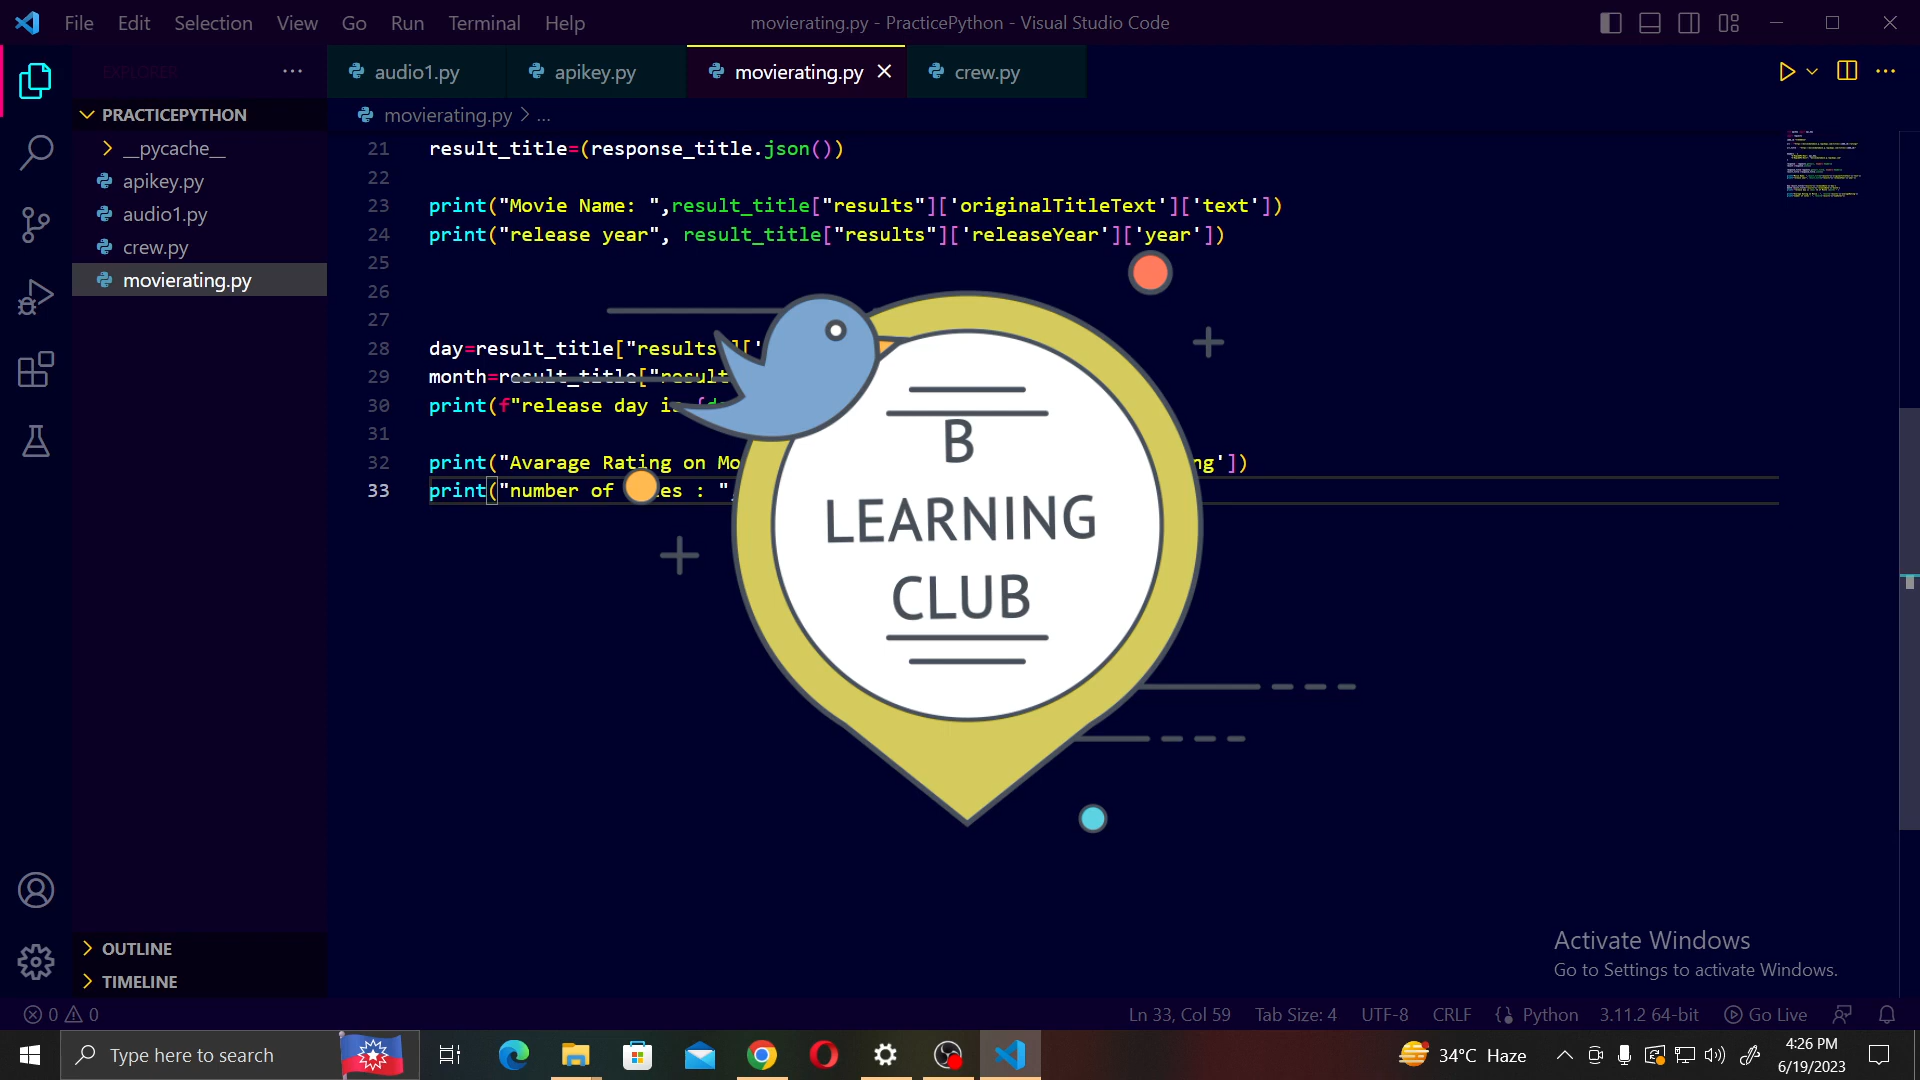 File Edit Selection View Go Run Terminal Help
movierating.py - PracticePython - Visual Studio Code
EXPLORER
audio1.py
apikey.py
movierating.py
crew.py
PRACTICEPYTHON
__pycache__
apikey.py
audio1.py
crew.py
movierating.py
OUTLINE
TIMELINE
movierating.py > ...
21 result_title=(response_title.json())
22
23 print("Movie Name: ",result_title["results"]['originalTitleText']['text'])
24 print("release year", result_title["results"]['releaseYear']['year'])
25
26
27
28 day=result_title["results"]['
29 month=result_title["result
30 print(f"release day is {d
31
32 print("Avarage Rating on Mo ng'])
33 print("number of es : ",
B
LEARNING
CLUB
Activate Windows
Go to Settings to activate Windows.
0 0
Ln 33, Col 59 Tab Size: 4 UTF-8 CRLF Python 3.11.2 64-bit Go Live
Type here to search
34°C Haze
4:26 PM
6/19/2023